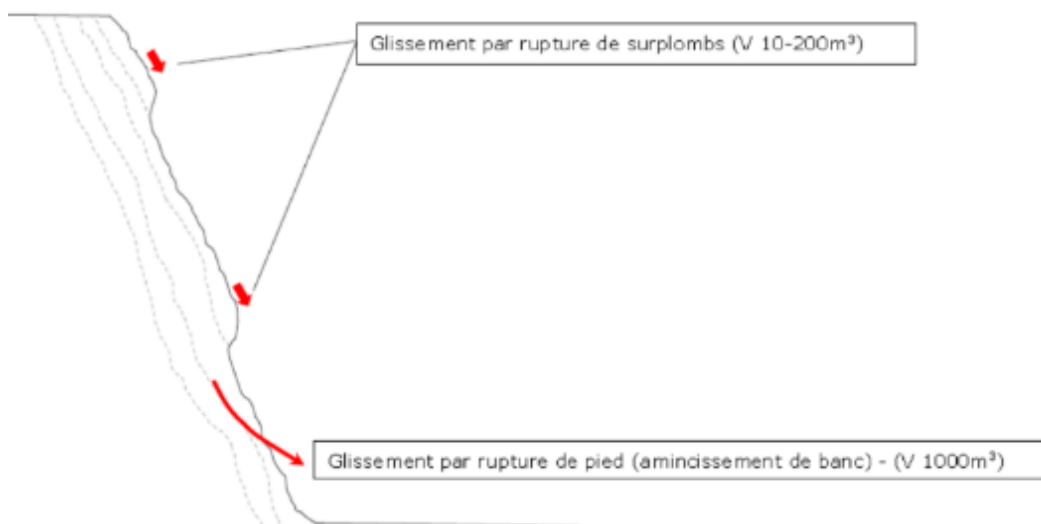 Glissement par rupture de surplombs (V 10-200m³)
Glissement par rupture de pied (amincissement de banc) - (V 1000m³)